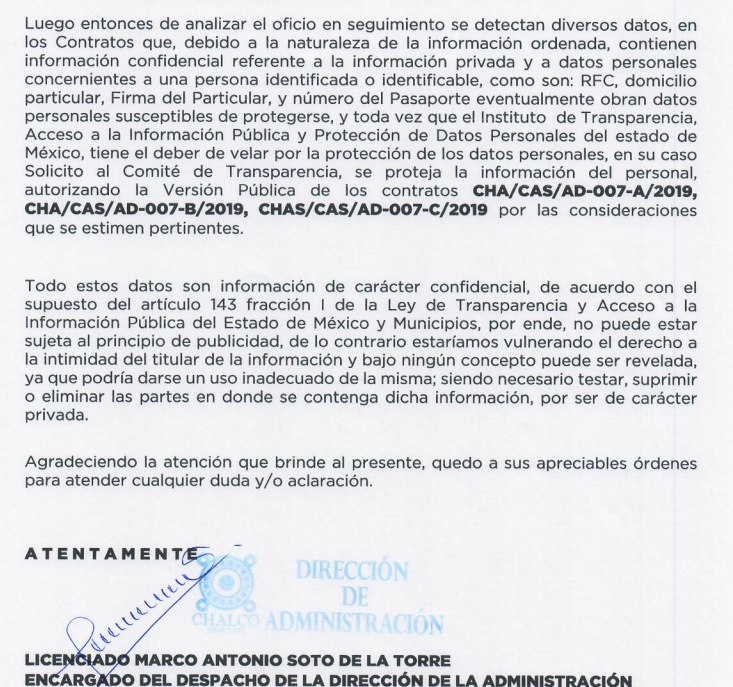 Luego entonces de analizar el oficio en seguimiento se detectan diversos datos, en
los Contratos que, debido a la naturaleza de la información ordenada, contienen
información confidencial referente a la información privada y a datos personales
concernientes a una persona identificada o identificable, como son: RFC, domicilio
particular, Firma del Particular, y número del Pasaporte eventualmente obran datos
personales susceptibles de protegerse, y toda vez que el Instituto de Transparencia,
Acceso a la Información Pública y Protección de Datos Personales del estado de
México, tiene el deber de velar por la protección de los datos personales, en su caso
Solicito al Comité de Transparencia, se proteja la información del personal,
autorizando la Versión Pública de los contratos CHA/CAS/AD-007-A/2019,
CHA/CAS/AD-007-B/2019, CHAS/CAS/AD-007-C/2019 por las consideraciones
que se estimen pertinentes.
Todo estos datos son información de carácter confidencial, de acuerdo con el
supuesto del artículo 143 fracción I de la Ley de Transparencia y Acceso a la
Información Pública del Estado de México y Municipios, por ende, no puede estar
sujeta al principio de publicidad, de lo contrario estaríamos vulnerando el derecho a
la intimidad del titular de la información y bajo ningún concepto puede ser revelada,
ya que podría darse un uso inadecuado de la misma; siendo necesario testar, suprimir
o eliminar las partes en donde se contenga dicha información, por ser de carácter
privada.
Agradeciendo la atención que brinde al presente, quedo a sus apreciables órdenes
para atender cualquier duda y/o aclaración.
ATENTAMENTE
DIRECCIÓN
DE
CHALCO ADMINISTRACIÓN
LICENCIADO MARCO ANTONIO SOTO DE LA TORRE
ENCARGADO DEL DESPACHO DE LA DIRECCIÓN DE LA ADMINISTRACIÓN